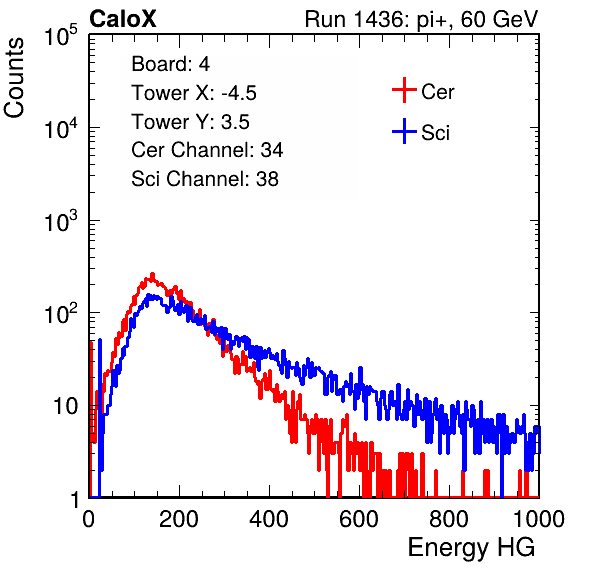 CaloX Run 1436: pi+, 60 GeV
Counts
Board: 4
Tower X: -4.5
Tower Y: 3.5
Cer Channel: 34
Sci Channel: 38
Cer
Sci
10^5
10^4
10^3
10^2
10
1
0 200 400 600 800 1000
Energy HG